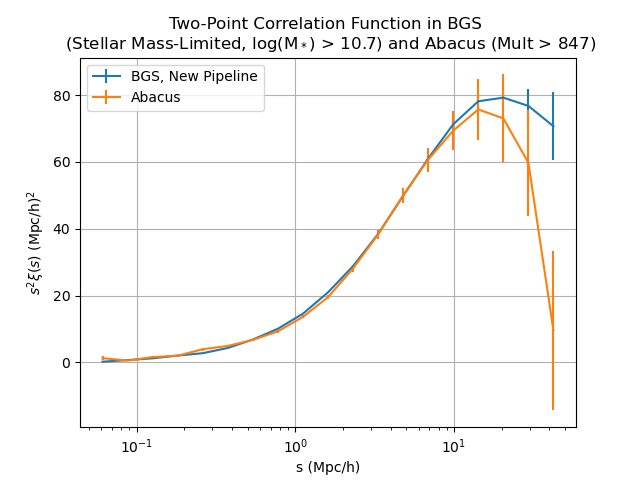 Two-Point Correlation Function in BGS
(Stellar Mass-Limited, log(M*) > 10.7) and Abacus (Mult > 847)
BGS, New Pipeline
Abacus
s²ξ(s) (Mpc/h)²
80
60
40
20
0
10⁻¹ 10⁰ 10¹
s (Mpc/h)